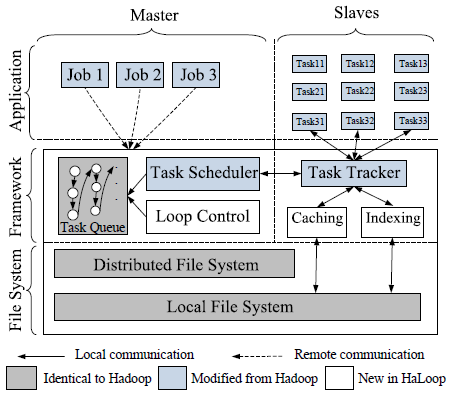 Master Slaves
Application
Job 1 Job 2 Job 3
Task11 Task12 Task13
Task21 Task22 Task23
Task31 Task32 Task33
Framework
Task Queue
Task Scheduler
Task Tracker
Loop Control
Caching Indexing
File System
Distributed File System
Local File System
Local communication Remote communication
Identical to Hadoop Modified from Hadoop New in HaLoop